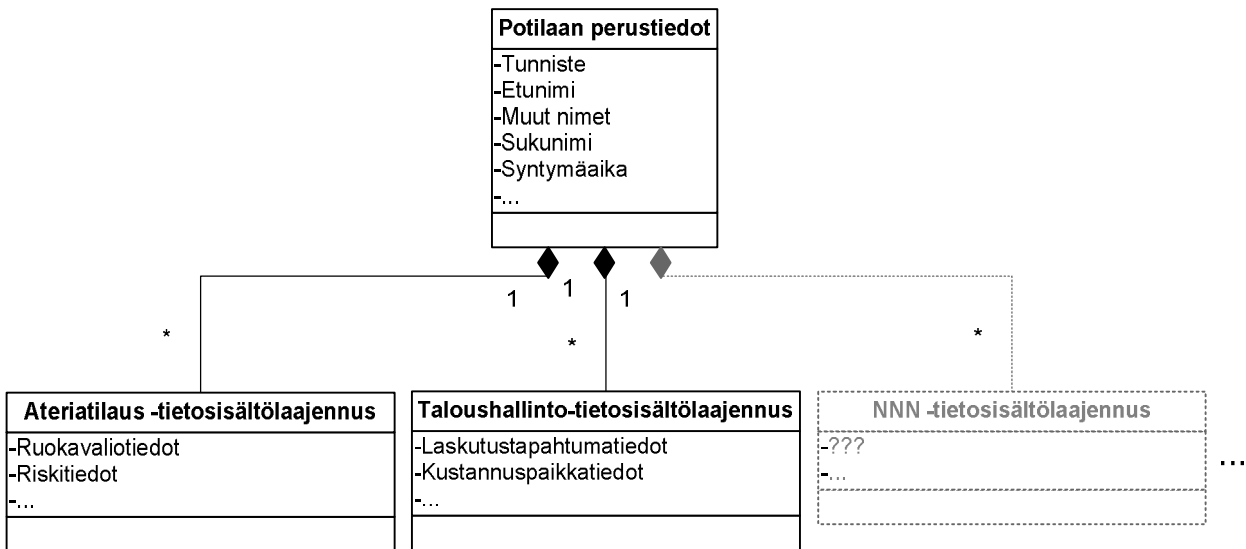 Potilaan perustiedot
-Tunniste
-Etunimi
-Muut nimet
-Sukunimi
-Syntymäaika
-...
1
1
1
*
*
*
Ateriatilaus -tietosisältölaajennus
-Ruokavaliotiedot
-Riskitiedot
-...
Taloushallinto-tietosisältölaajennus
-Laskutustapahtumatiedot
-Kustannuspaikkatiedot
-...
NNN -tietosisältölaajennus
-???
-...
...